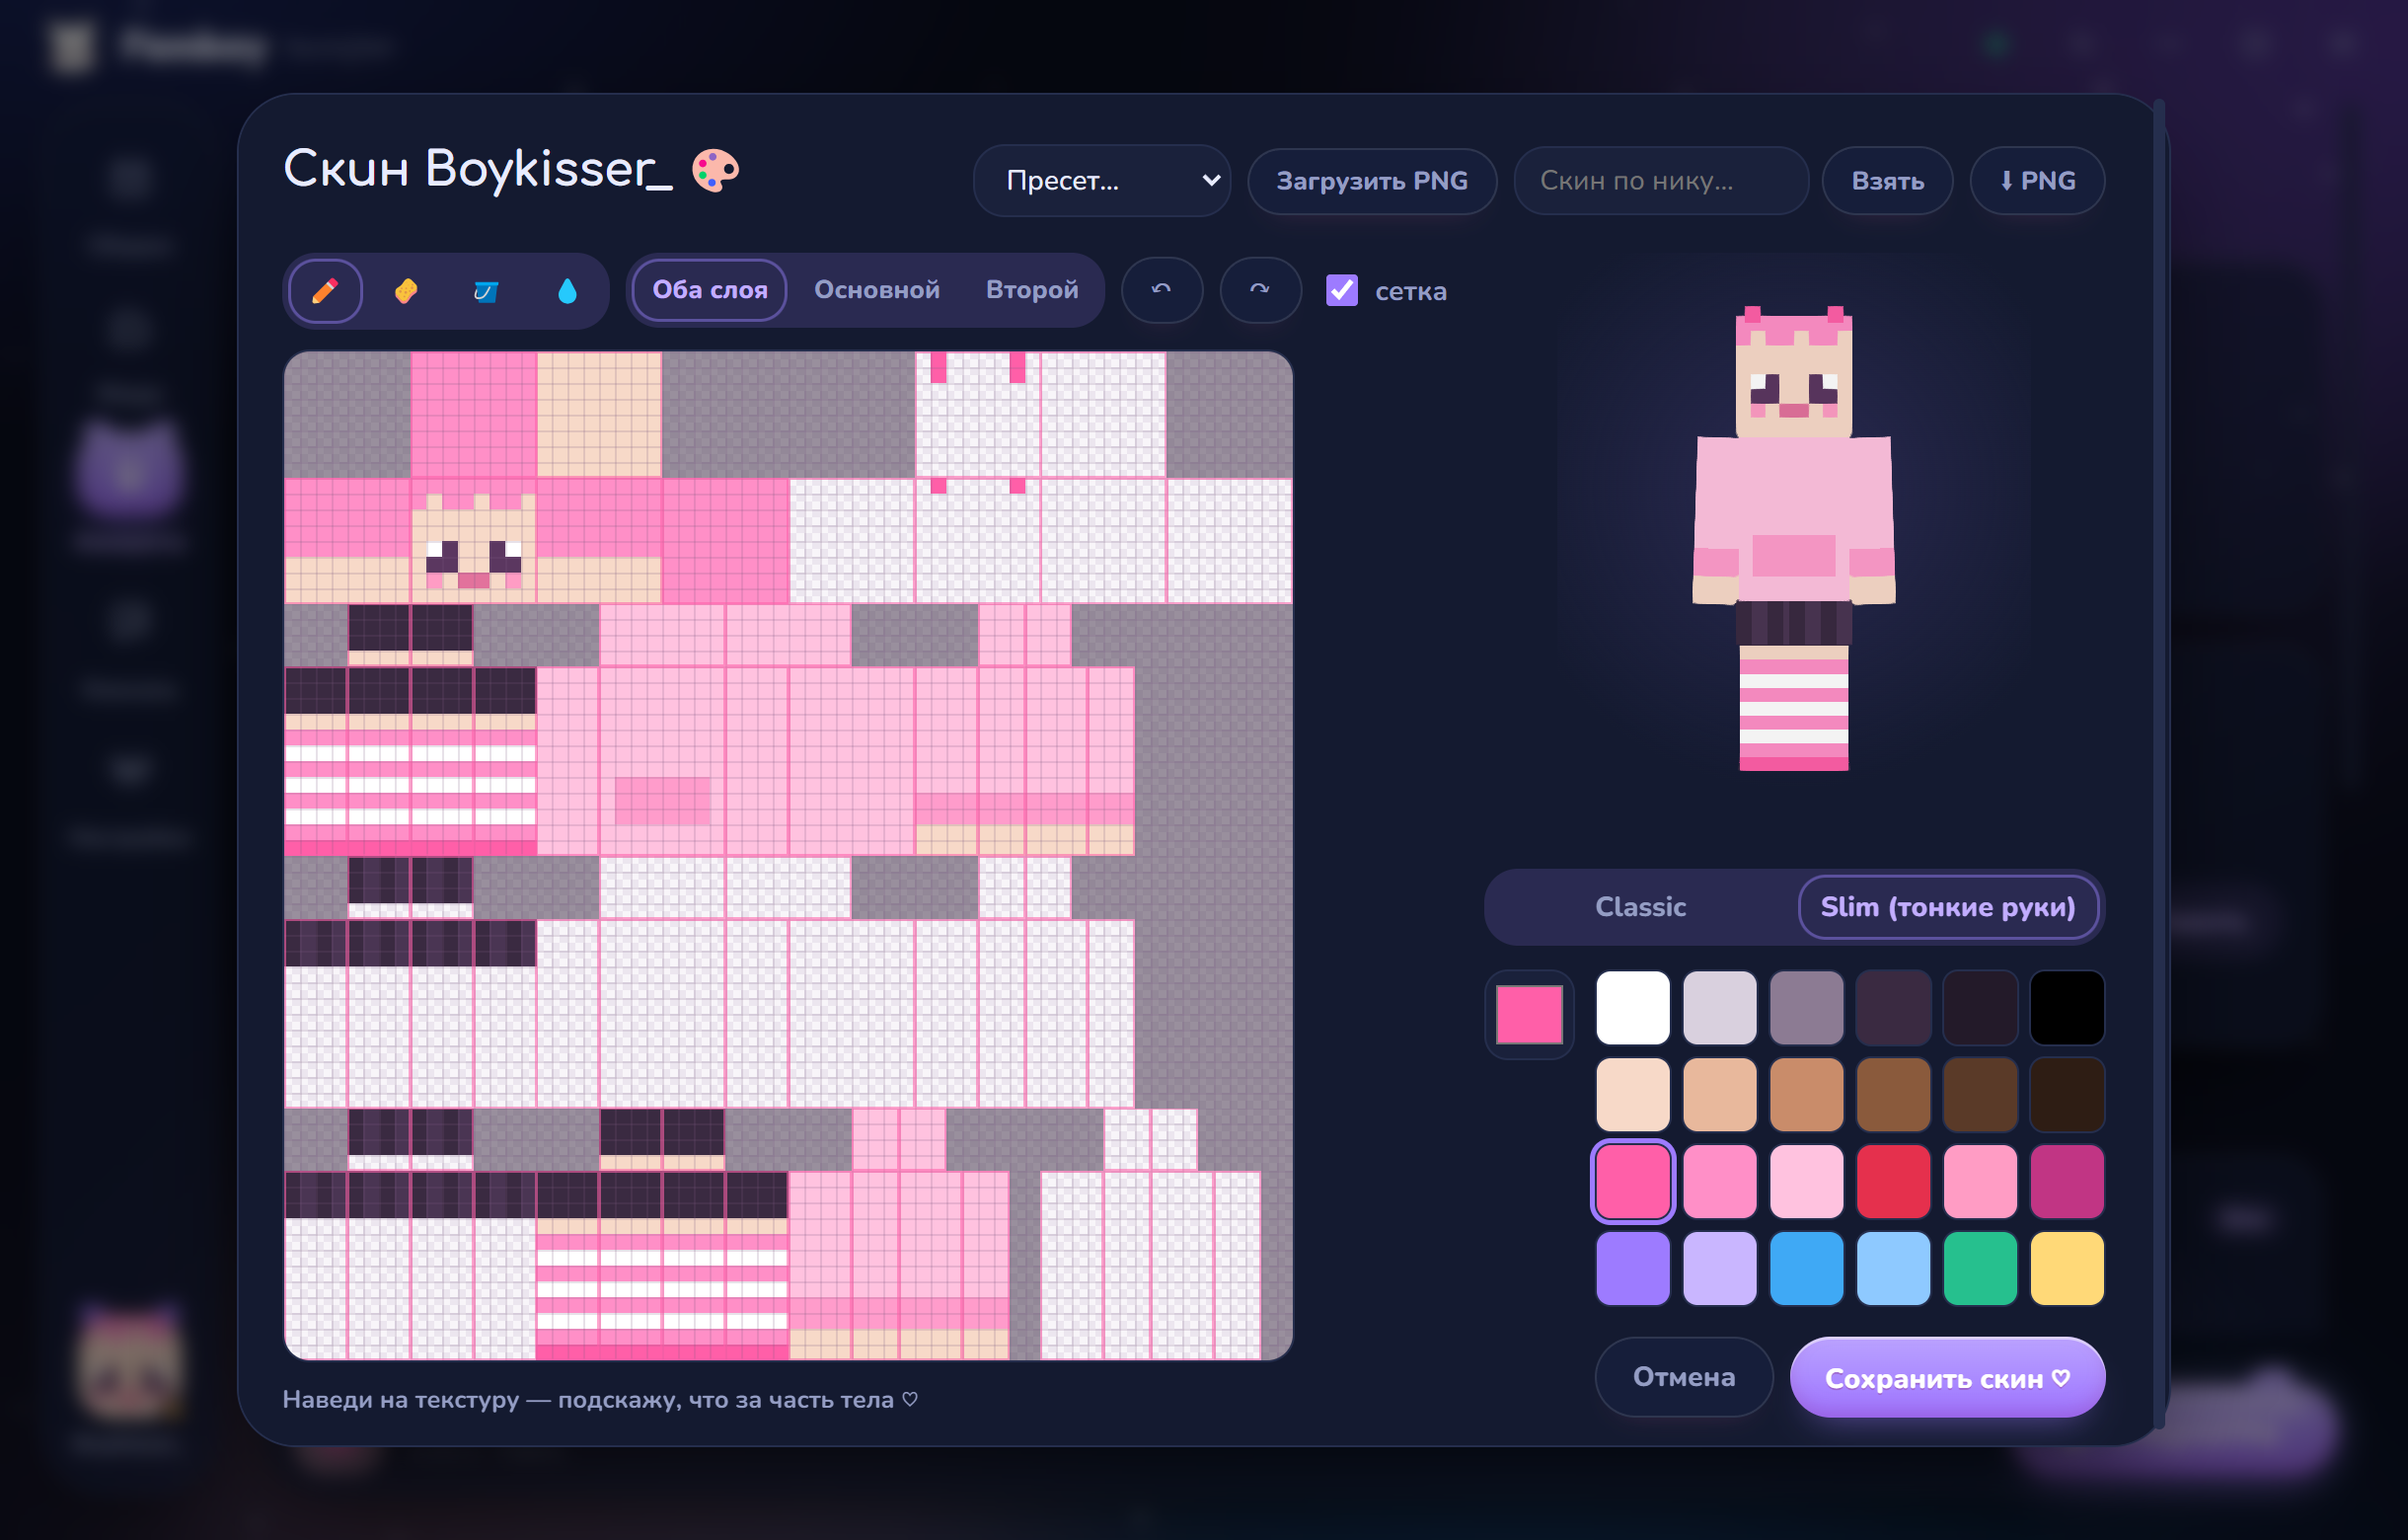 Скин Boykisser_
Пресет...
Загрузить PNG
Скин по нику...
Взять
⬇ PNG
Оба слоя
Основной
Второй
сетка
Classic
Slim (тонкие руки)
Отмена
Сохранить скин ♡
Наведи на текстуру — подскажу, что за часть тела ♡